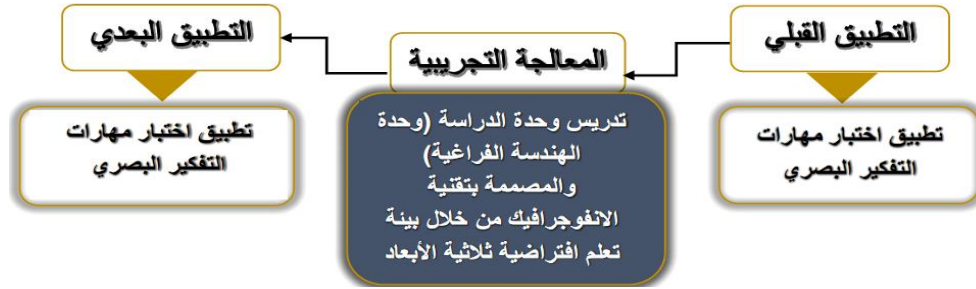 التطبيق القبلي
تطبيق اختبار مهارات
التفكير البصري
المعالجة التجريبية
تدريس وحدة الدراسة (وحدة
الهندسة الفراغية)
والمصممة بتقنية
الانفوجرافيك من خلال بيئة
تعلم افتراضية ثلاثية الأبعاد
التطبيق البعدي
تطبيق اختبار مهارات
التفكير البصري